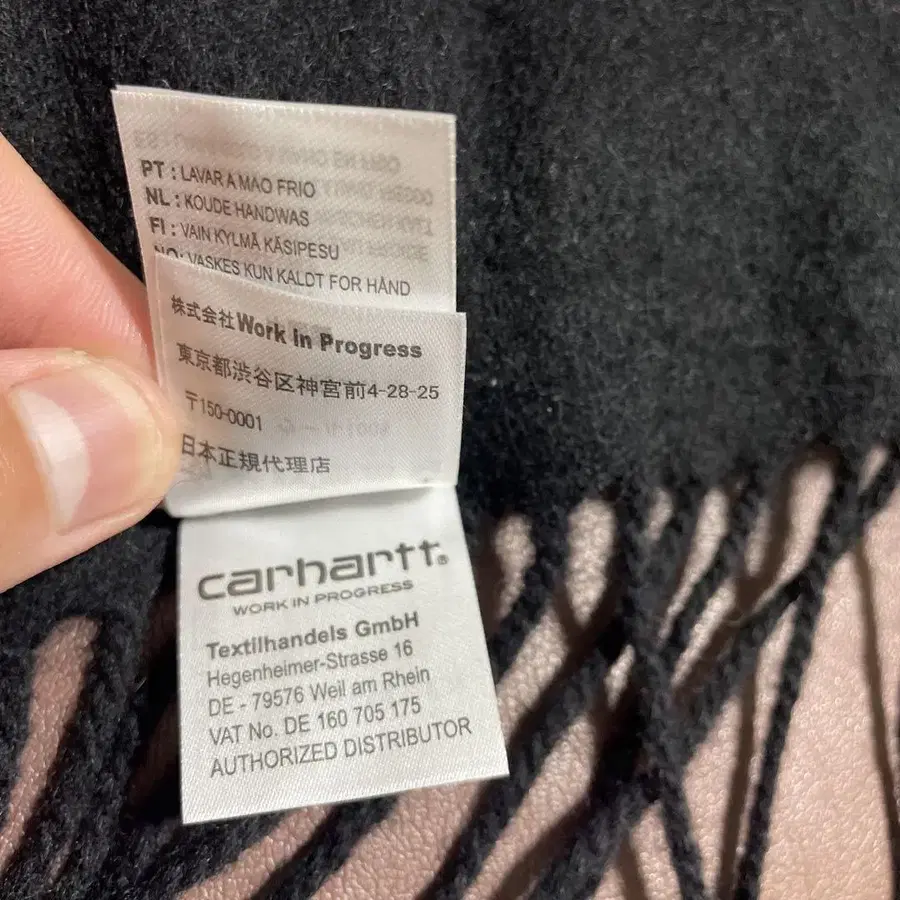 PT : LAVAR A MAO FRIO
NL : KOUDE HANDWAS
FI : VAIN KYLMÄ KÄSIPESU
NO: VASKES KUN KALDT FOR HÅND
株式会社Work in Progress
東京都渋谷区神宮前4-28-25
〒150-0001
日本正規代理店
carhartt®
WORK IN PROGRESS
Textilhandels GmbH
Hegenheimer-Strasse 16
DE - 79576 Weil am Rhein
VAT No. DE 160 705 175
AUTHORIZED DISTRIBUTOR